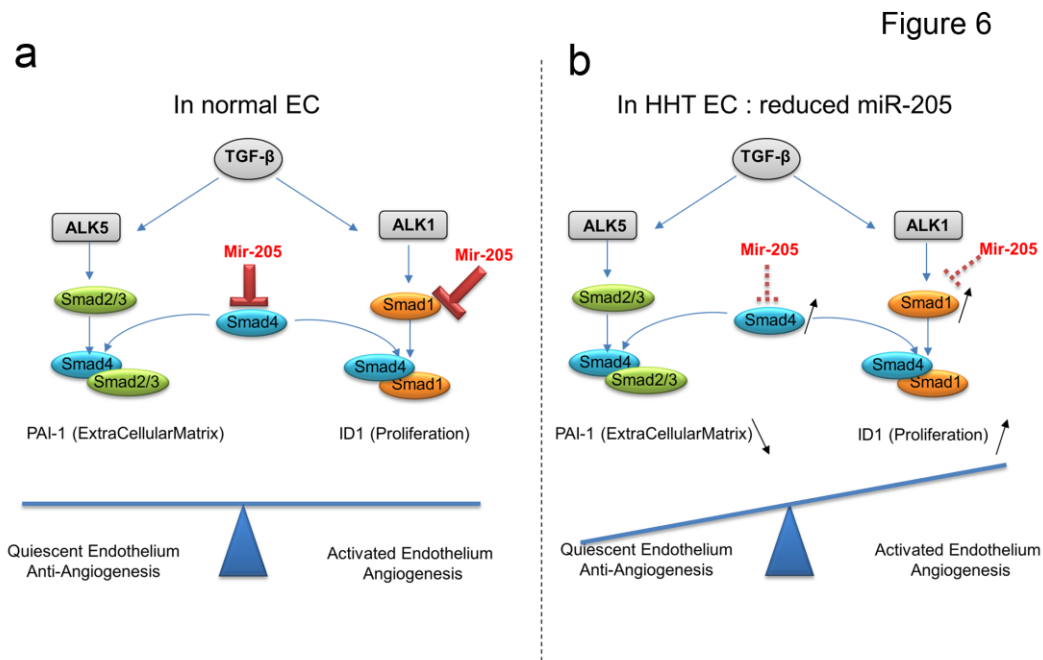 Figure 6
a
In normal EC
TGF-β
ALK5
ALK1
Mir-205
Mir-205
Smad2/3
Smad4
Smad1
Smad4
Smad2/3
Smad4
Smad1
PAI-1 (ExtraCellularMatrix)
ID1 (Proliferation)
Quiescent Endothelium
Anti-Angiogenesis
Activated Endothelium
Angiogenesis
b
In HHT EC : reduced miR-205
TGF-β
ALK5
ALK1
Mir-205
Mir-205
Smad2/3
Smad4
Smad1
Smad4
Smad2/3
Smad4
Smad1
PAI-1 (ExtraCellularMatrix)
ID1 (Proliferation)
Quiescent Endothelium
Anti-Angiogenesis
Activated Endothelium
Angiogenesis